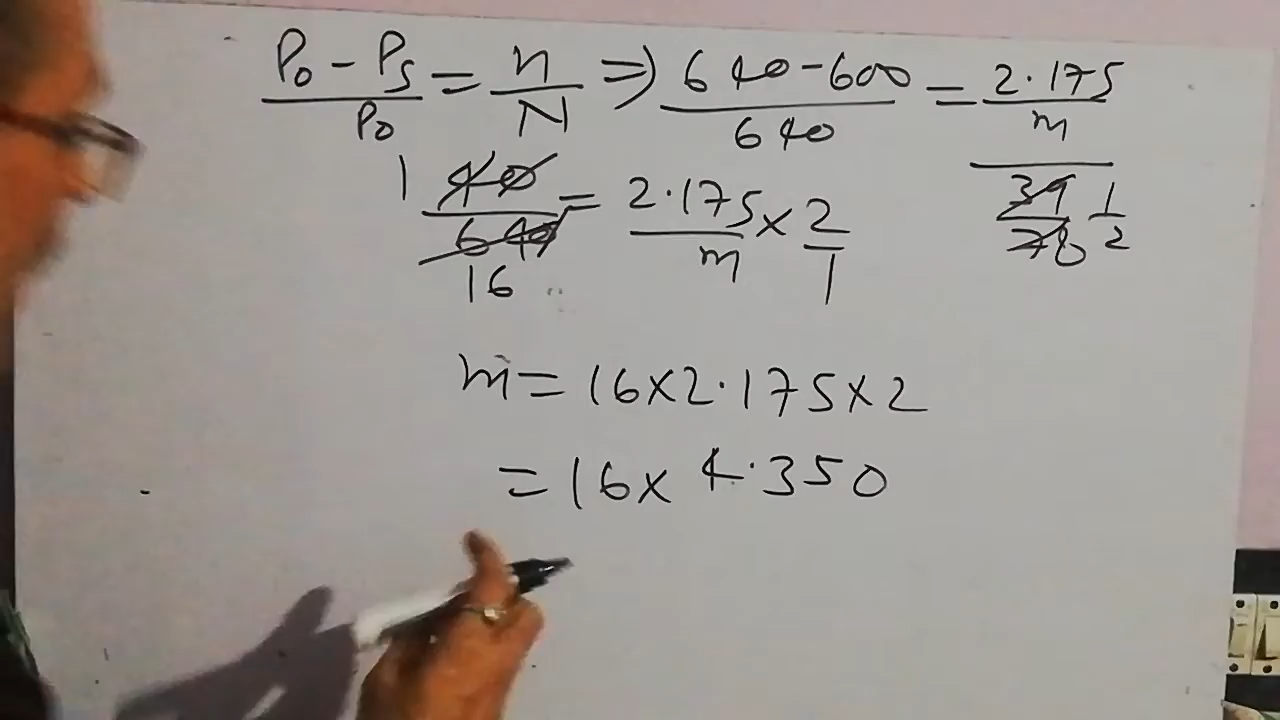 P₀ - Pₛ / P₀ = n / N ⇒ 640 - 600 / 640 = 2.175 / m / 39 / 78 1 / 2
1 40 / 640 16 = 2.175 / m × 2 / 1
m = 16 × 2.175 × 2
= 16 × 4.350